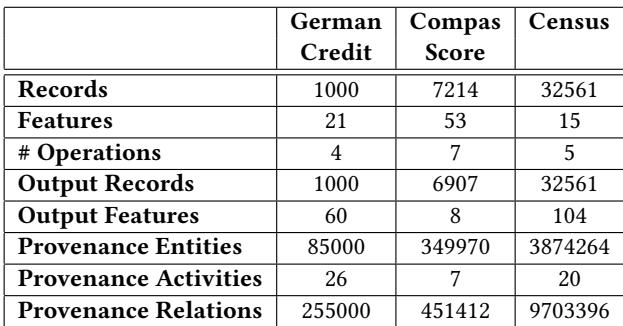 German Compas Census
Credit Score
Records 1000 7214 32561
Features 21 53 15
# Operations 4 7 5
Output Records 1000 6907 32561
Output Features 60 8 104
Provenance Entities 85000 349970 3874264
Provenance Activities 26 7 20
Provenance Relations 255000 451412 9703396